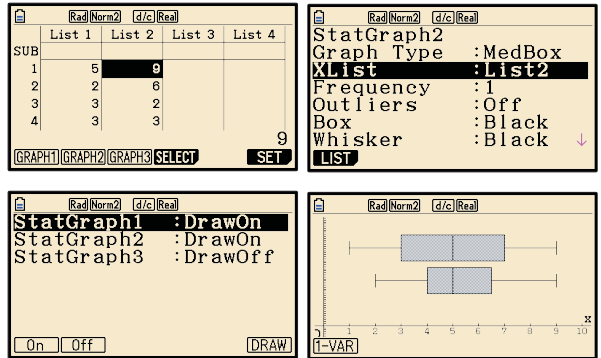 Rad Norm2 d/c Real
List 1 List 2 List 3 List 4
SUB
1 5 9
2 2 6
3 3 2
4 3 3
9
GRAPH1 GRAPH2 GRAPH3 SELECT SET
Rad Norm2 d/c Real
StatGraph2
Graph Type :MedBox
XList :List2
Frequency :1
Outliers :Off
Box :Black
Whisker :Black ↓
LIST
Rad Norm2 d/c Real
StatGraph1 :DrawOn
StatGraph2 :DrawOn
StatGraph3 :DrawOff
On Off DRAW
Rad Norm2 d/c Real
x
1 2 3 4 5 6 7 8 9 10
1-VAR